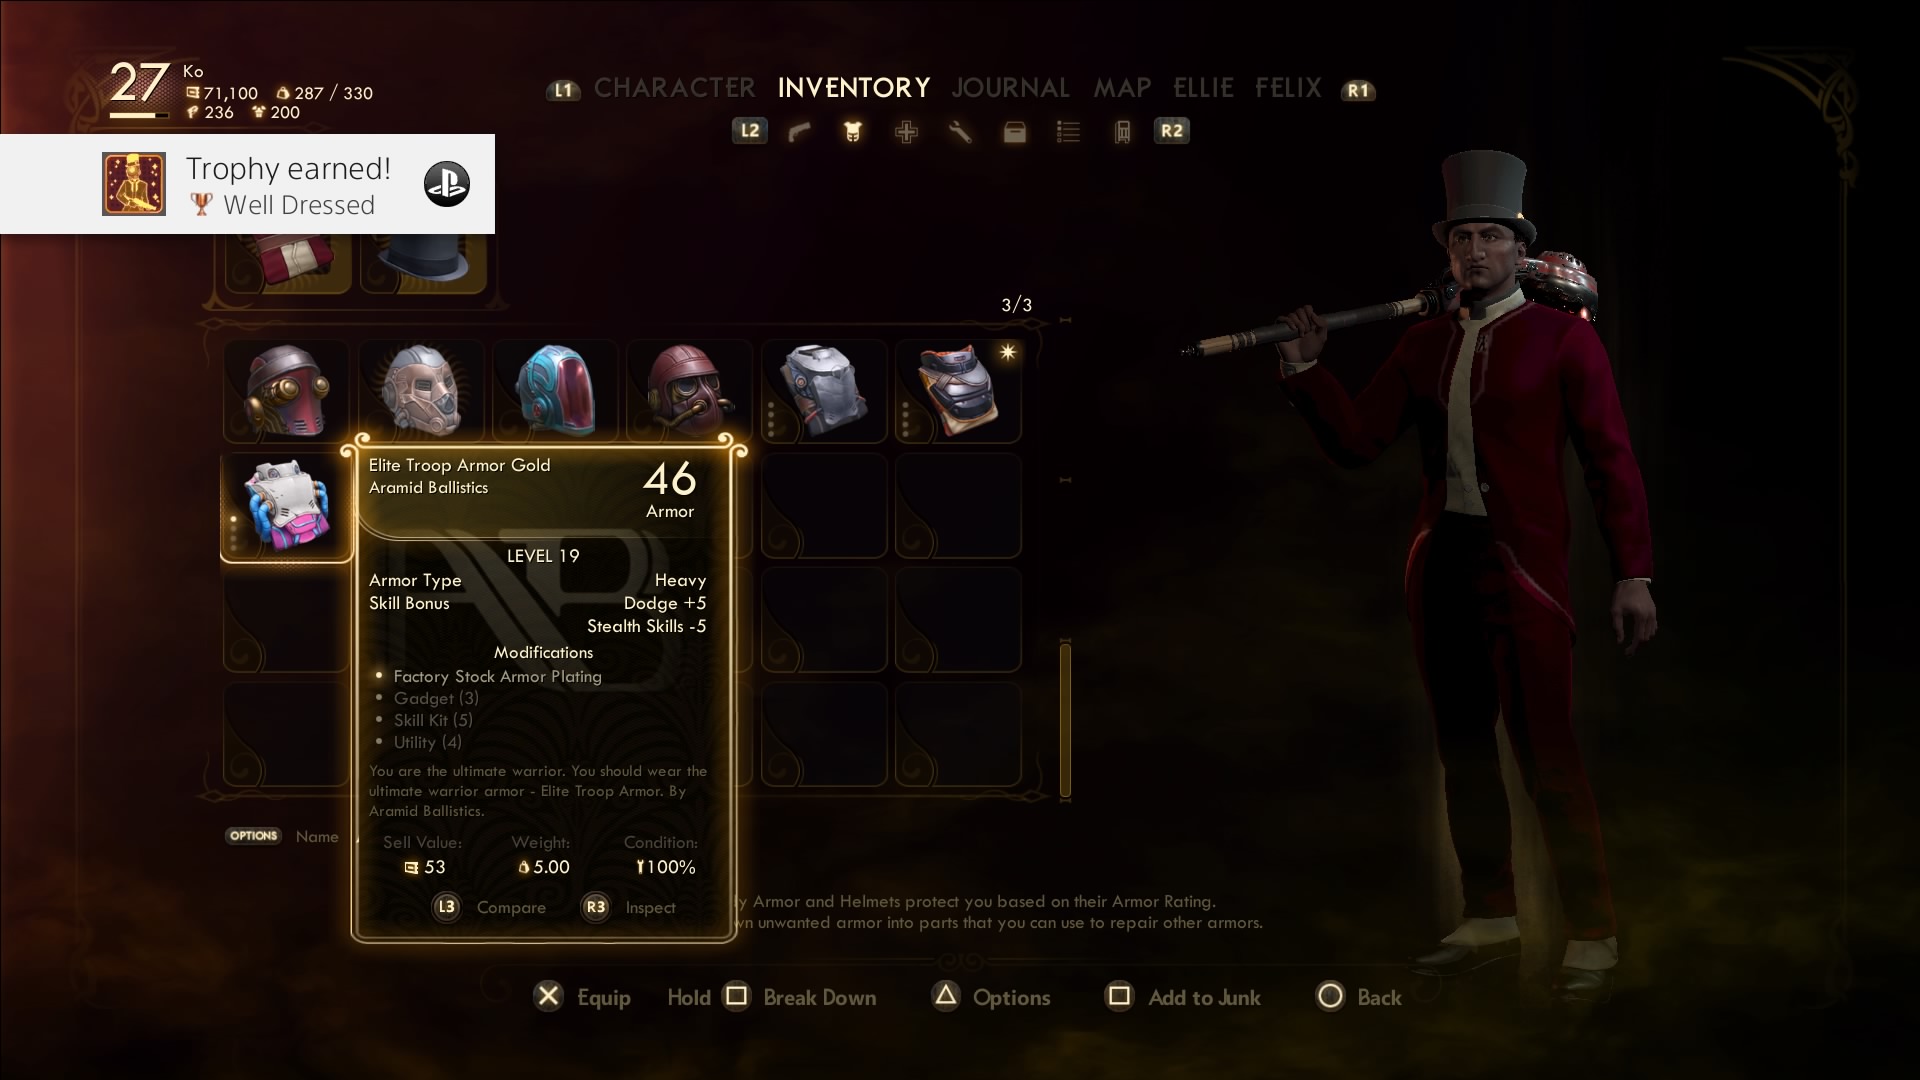 27
Ko
71,100 287 / 330
236 200
L1 CHARACTER INVENTORY JOURNAL MAP ELLIE FELIX R1
L2 R2
Trophy earned!
Well Dressed
3/3
Elite Troop Armor Gold
Aramid Ballistics
46
Armor
LEVEL 19
Armor Type Heavy
Skill Bonus Dodge +5
Stealth Skills -5
Modifications
• Factory Stock Armor Plating
• Gadget (3)
• Skill Kit (5)
• Utility (4)
You are the ultimate warrior. You should wear the
ultimate warrior armor - Elite Troop Armor. By
Aramid Ballistics.
Sell Value: Weight: Condition:
53 5.00 100%
L3 Compare R3 Inspect
OPTIONS Name
Armor and Helmets protect you based on their Armor Rating.
unwanted armor into parts that you can use to repair other armors.
Equip Hold Break Down Options Add to Junk Back